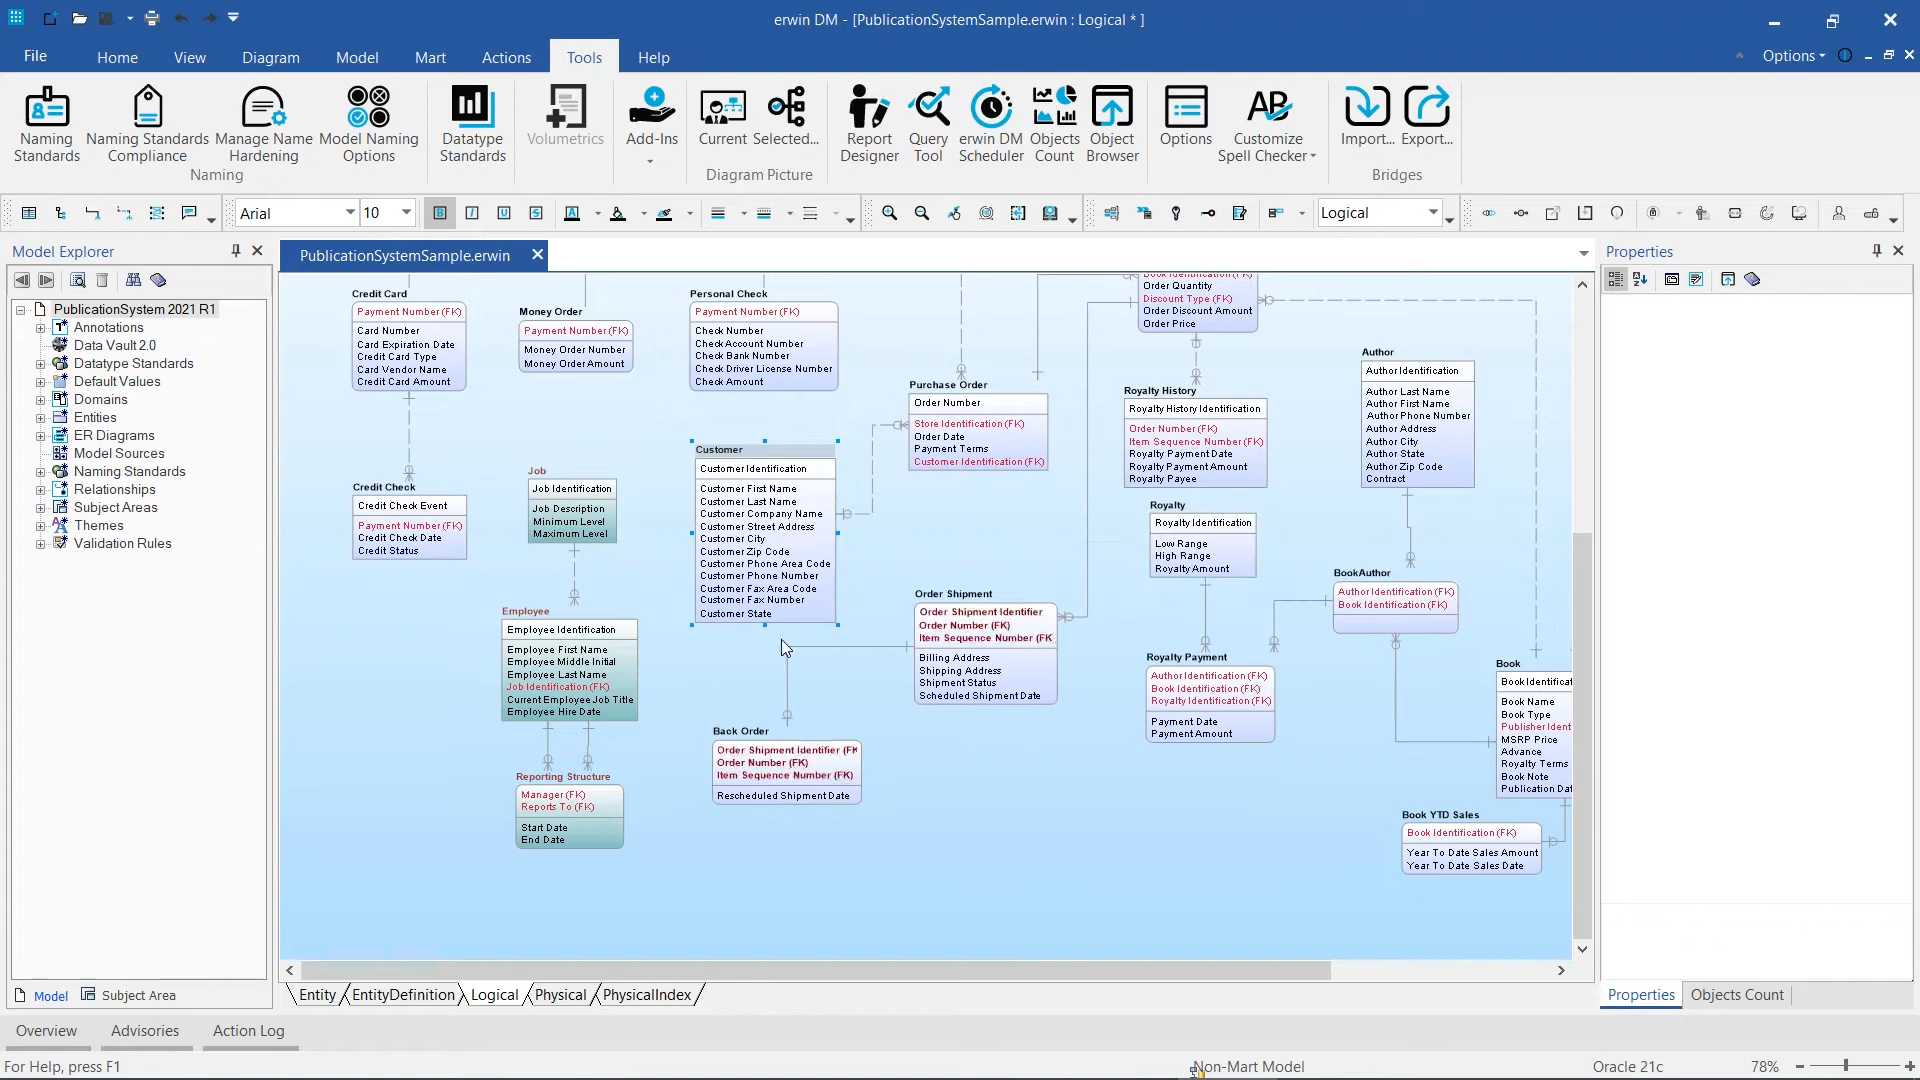 erwin DM - [PublicationSystemSample.erwin : Logical * ]
File Home View Diagram Model Mart Actions Tools Help
Options
Naming Standards
Naming Standards Compliance
Manage Name Hardening
Model Naming Options
Naming
Datatype Standards
Volumetrics
Add-Ins
Current Selected...
Diagram Picture
Report Designer
Query Tool
erwin DM Scheduler
Objects Count
Object Browser
Options
Customize Spell Checker
Import... Export...
Bridges
Arial 10
Logical
Model Explorer
PublicationSystem 2021 R1
Annotations
Data Vault 2.0
Datatype Standards
Default Values
Domains
Entities
ER Diagrams
Model Sources
Naming Standards
Relationships
Subject Areas
Themes
Validation Rules
Model Subject Area
PublicationSystemSample.erwin
Credit Card
Payment Number (FK)
Card Number
Card Expiration Date
Credit Card Type
Card Vendor Name
Credit Card Amount
Money Order
Payment Number (FK)
Money Order Number
Money Order Amount
Personal Check
Payment Number (FK)
Check Number
Check Account Number
Check Bank Number
Check Driver License Number
Check Amount
Book Identification (FK)
Order Quantity
Discount Type (FK)
Order Discount Amount
Order Price
Purchase Order
Order Number
Store Identification (FK)
Order Date
Payment Terms
Customer Identification (FK)
Royalty History
Royalty History Identification
Order Number (FK)
Item Sequence Number (FK)
Royalty Payment Date
Royalty Payment Amount
Royalty Payee
Author
Author Identification
Author Last Name
Author First Name
Author Phone Number
Author Address
Author City
Author State
Author Zip Code
Contract
Credit Check
Credit Check Event
Payment Number (FK)
Credit Check Date
Credit Status
Job
Job Identification
Job Description
Minimum Level
Maximum Level
Customer
Customer Identification
Customer First Name
Customer Last Name
Customer Company Name
Customer Street Address
Customer City
Customer Zip Code
Customer Phone Area Code
Customer Phone Number
Customer Fax Area Code
Customer Fax Number
Customer State
Royalty
Royalty Identification
Low Range
High Range
Royalty Amount
BookAuthor
Author Identification (FK)
Book Identification (FK)
Employee
Employee Identification
Employee First Name
Employee Middle Initial
Employee Last Name
Job Identification (FK)
Current Employee Job Title
Employee Hire Date
Order Shipment
Order Shipment Identifier
Order Number (FK)
Item Sequence Number (FK
Billing Address
Shipping Address
Shipment Status
Scheduled Shipment Date
Royalty Payment
Author Identification (FK)
Book Identification (FK)
Royalty Identification (FK)
Payment Date
Payment Amount
Book
Book Identificat
Book Name
Book Type
Publisher Ident
MSRP Price
Advance
Royalty Terms
Book Note
Publication Dat
Back Order
Order Shipment Identifier (FK
Order Number (FK)
Item Sequence Number (FK)
Rescheduled Shipment Date
Reporting Structure
Manager (FK)
Reports To (FK)
Start Date
End Date
Book YTD Sales
Book Identification (FK)
Year To Date Sales Amount
Year To Date Sales Date
Entity EntityDefinition Logical Physical PhysicalIndex
Properties
Properties Objects Count
Overview Advisories Action Log
For Help, press F1
Non-Mart Model
Oracle 21c
78%